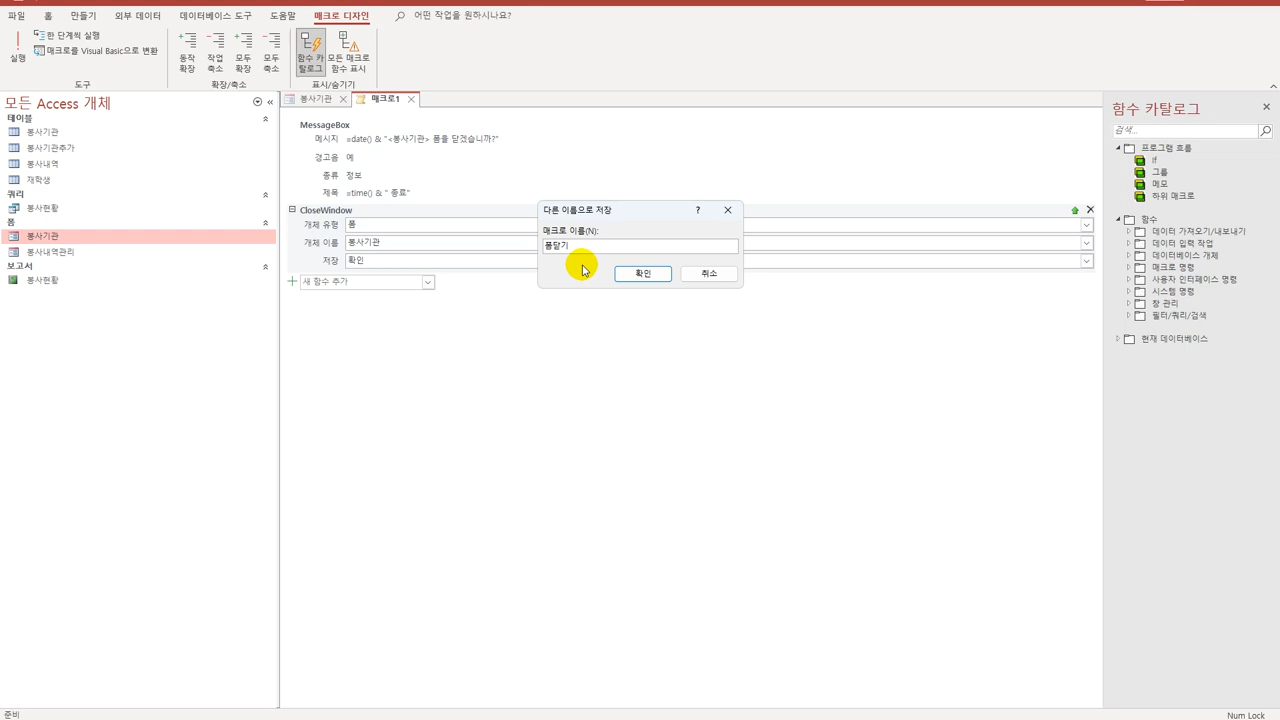 파일 홈 만들기 외부 데이터 데이터베이스 도구 도움말 매크로 디자인 어떤 작업을 원하시나요?
실행
한 단계씩 실행
매크로를 Visual Basic으로 변환
도구
동작 확장
작업 축소
모두 확장
모두 축소
확장/축소
함수 카탈로그
모든 매크로 함수 표시
표시/숨기기
모든 Access 개체
테이블
봉사기관
봉사기관추가
봉사내역
재학생
쿼리
봉사현황
폼
봉사기관
봉사내역관리
보고서
봉사현황
봉사기관 매크로1
MessageBox
메시지 =date() & "<봉사기관> 폼을 닫겠습니까?"
경고음 예
종류 정보
제목 =time() & " 종료"
CloseWindow
개체 유형 폼
개체 이름 봉사기관
저장 확인
새 함수 추가
다른 이름으로 저장 ?
매크로 이름(N):
폼닫기
확인 취소
함수 카탈로그
검색...
프로그램 흐름
If
그룹
메모
하위 매크로
함수
데이터 가져오기/내보내기
데이터 입력 작업
데이터베이스 개체
매크로 명령
사용자 인터페이스 명령
시스템 명령
창 관리
필터/쿼리/검색
현재 데이터베이스
준비 Num Lock